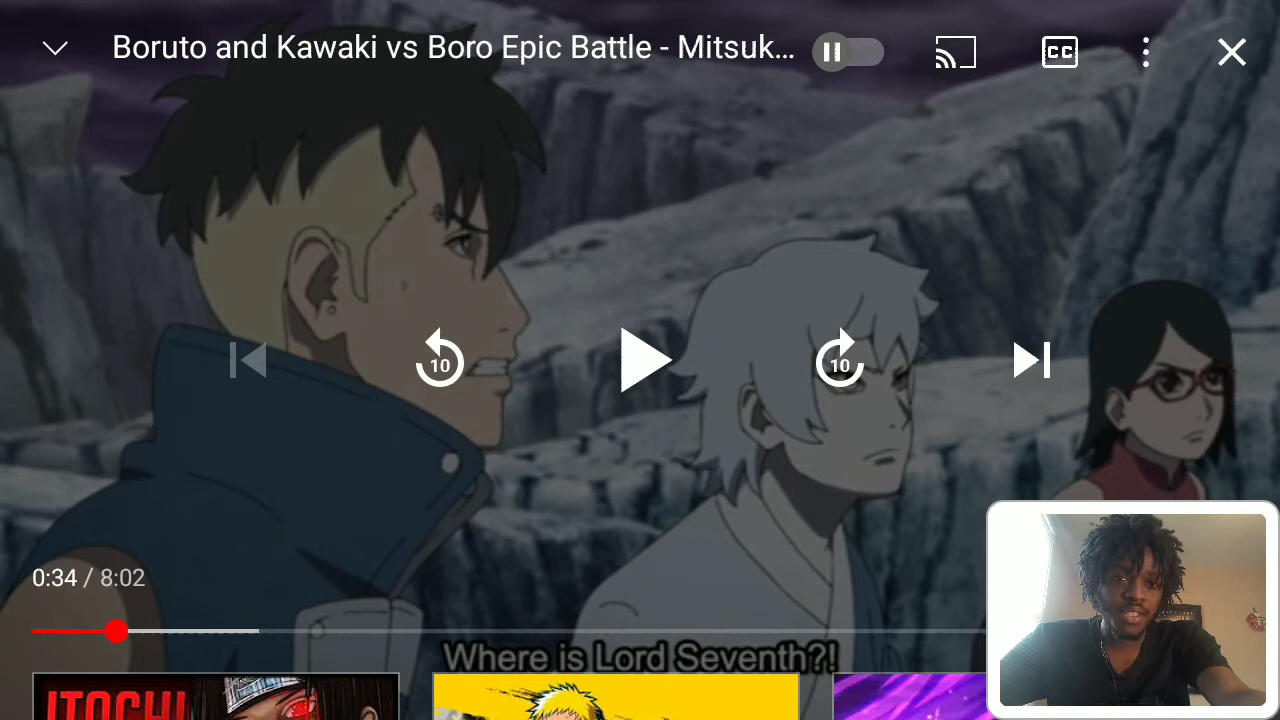 Boruto and Kawaki vs Boro Epic Battle - Mitsuk...
CC
10
10
0:34 / 8:02
Where is Lord Seventh?!
ITACHI